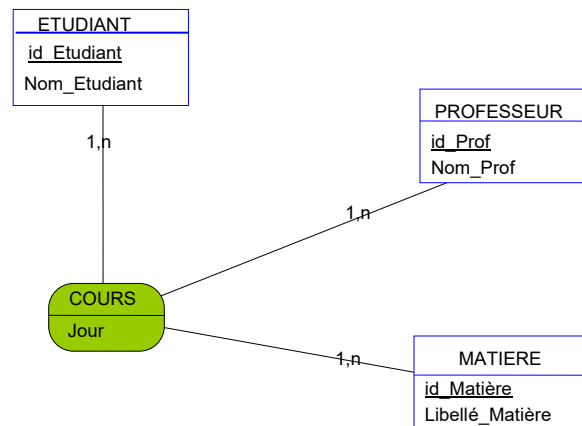 ETUDIANT
id_Etudiant
Nom_Etudiant
1,n
PROFESSEUR
id_Prof
Nom_Prof
1,n
COURS
Jour
1,n
MATIERE
id_Matière
Libellé_Matière